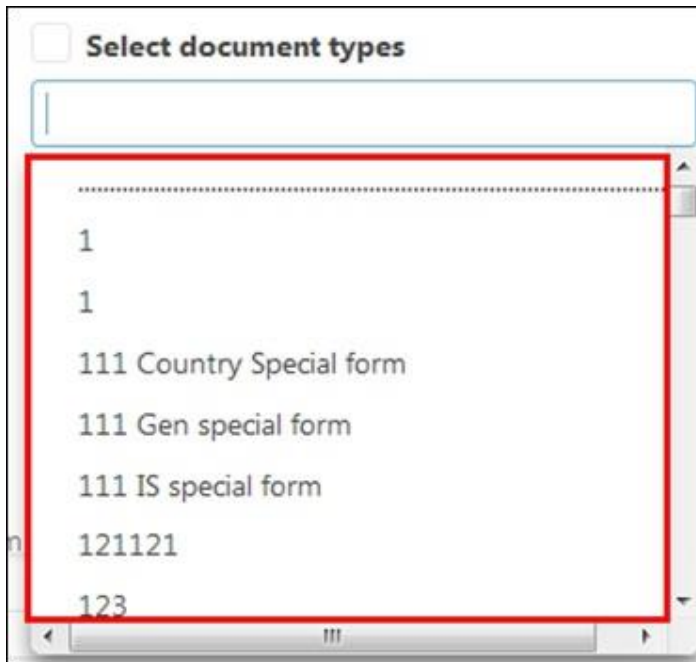 Select document types
........................................................................
1
1
111 Country Special form
111 Gen special form
111 IS special form
121121
123